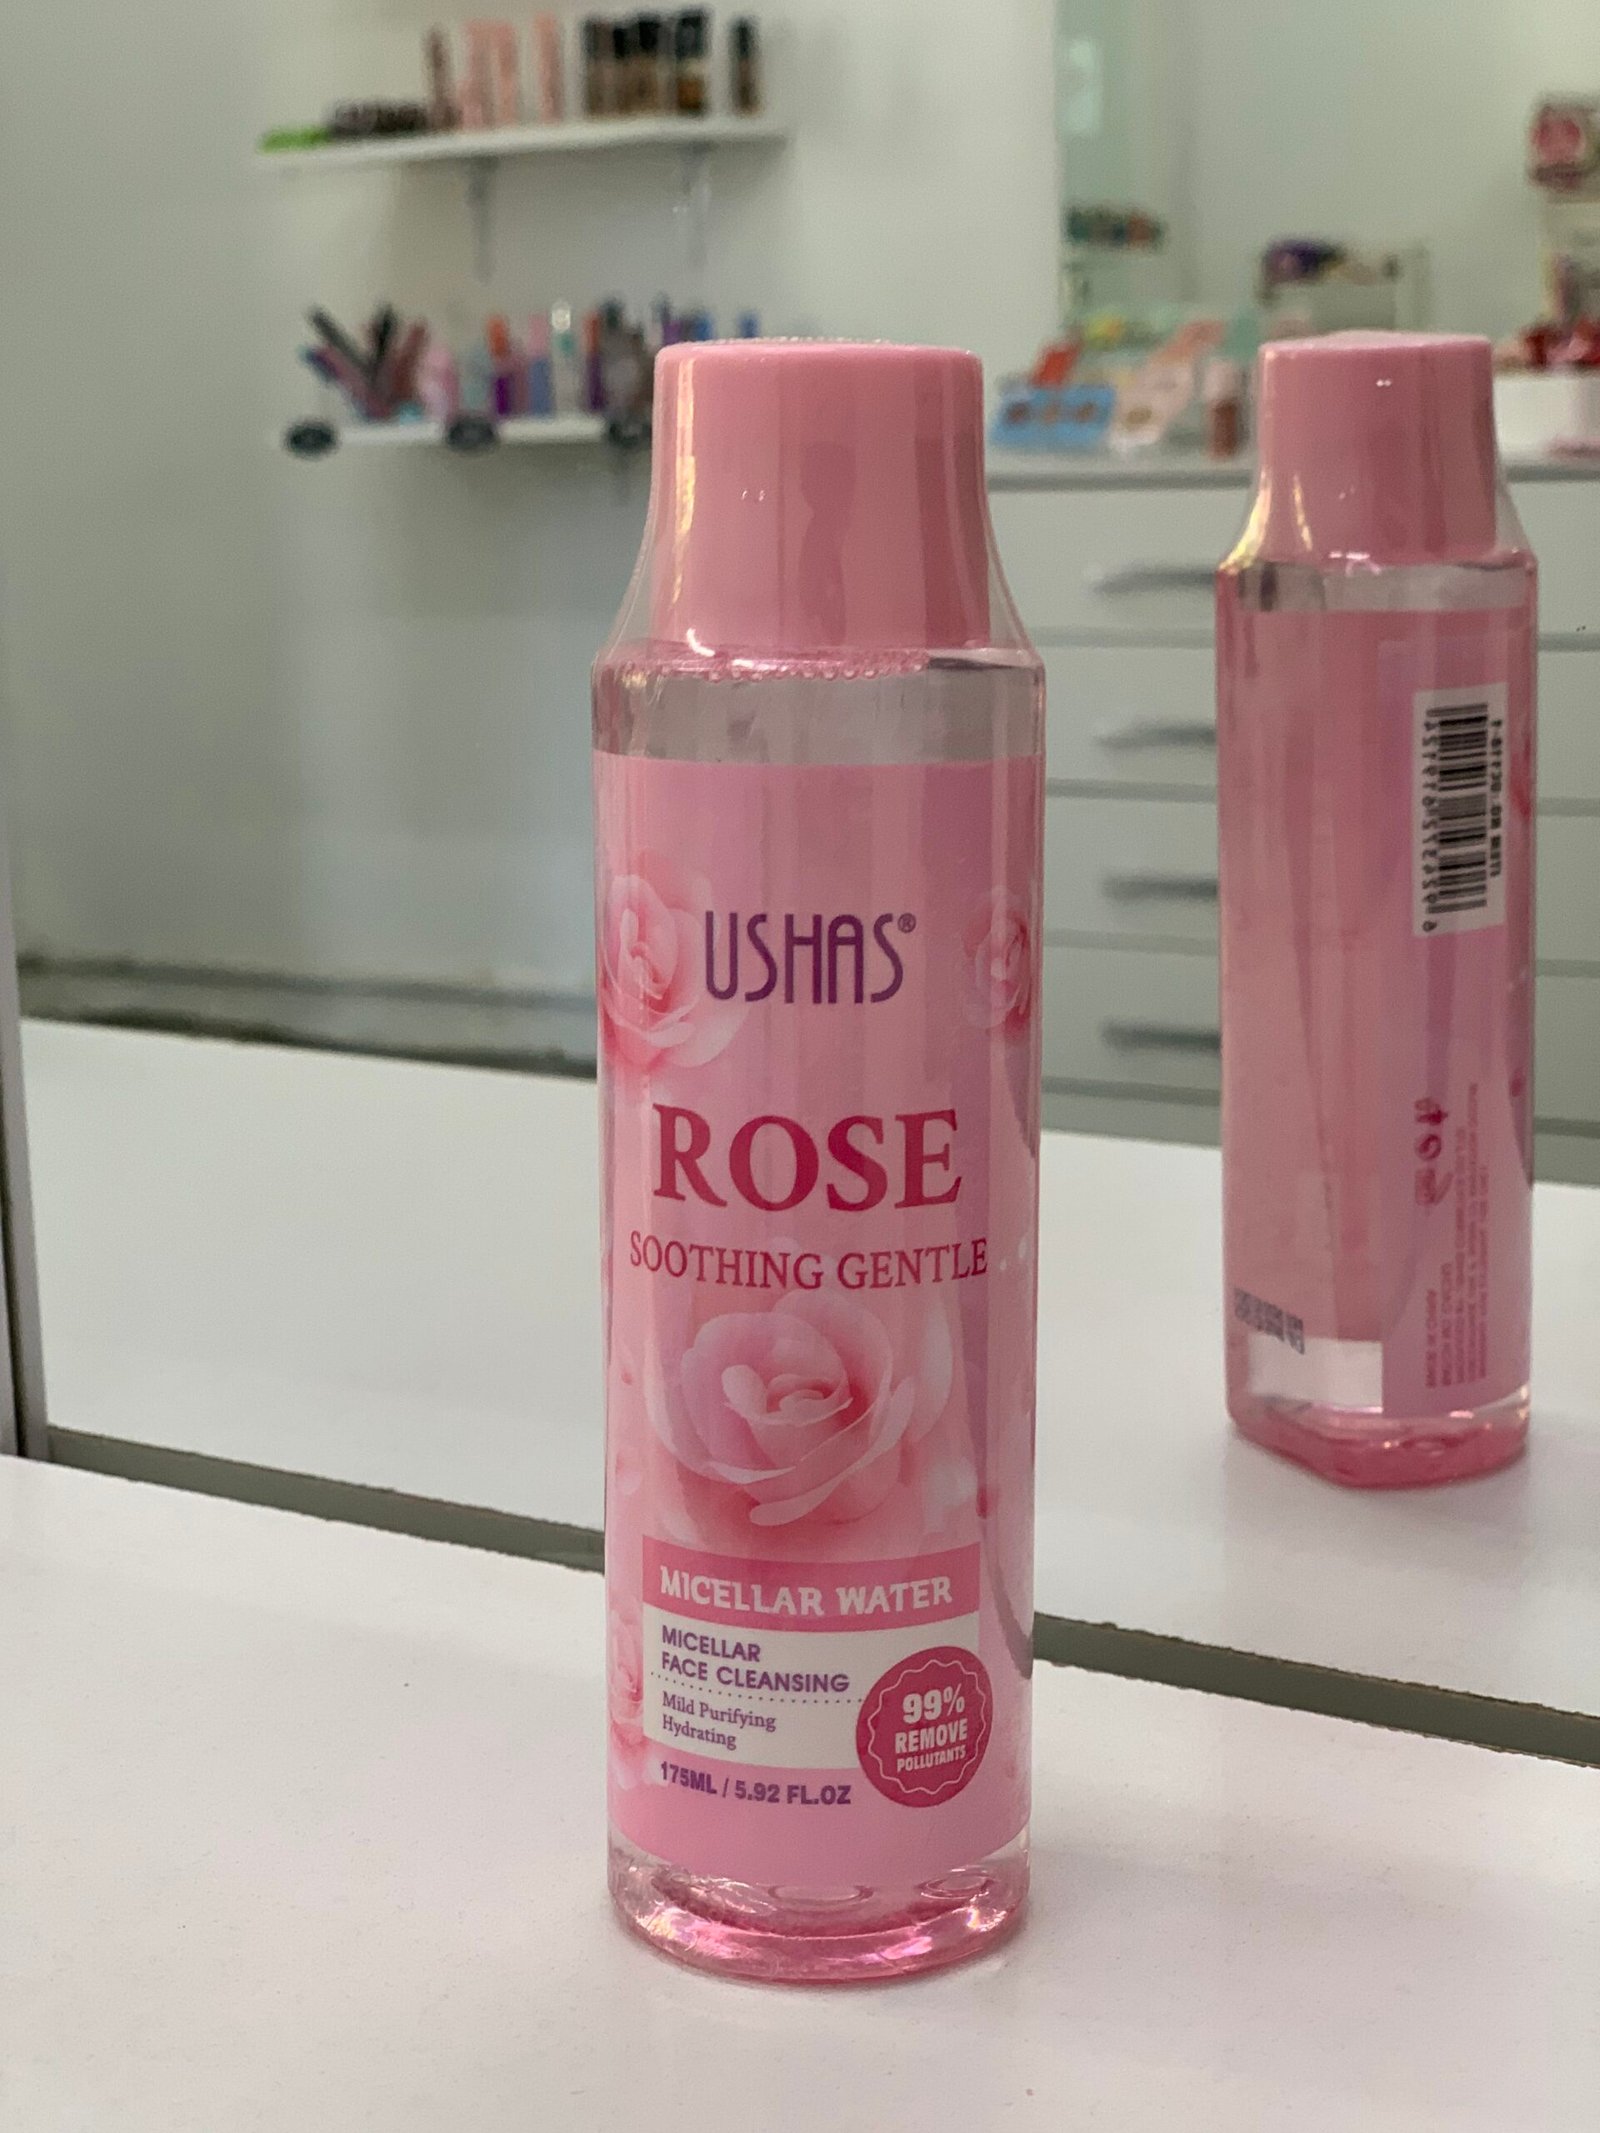 USHAS®
ROSE
SOOTHING GENTLE
MICELLAR WATER
MICELLAR
FACE CLEANSING
Mild Purifying
Hydrating
175ML / 5.92 FL.OZ
99%
REMOVE
POLLUTANTS